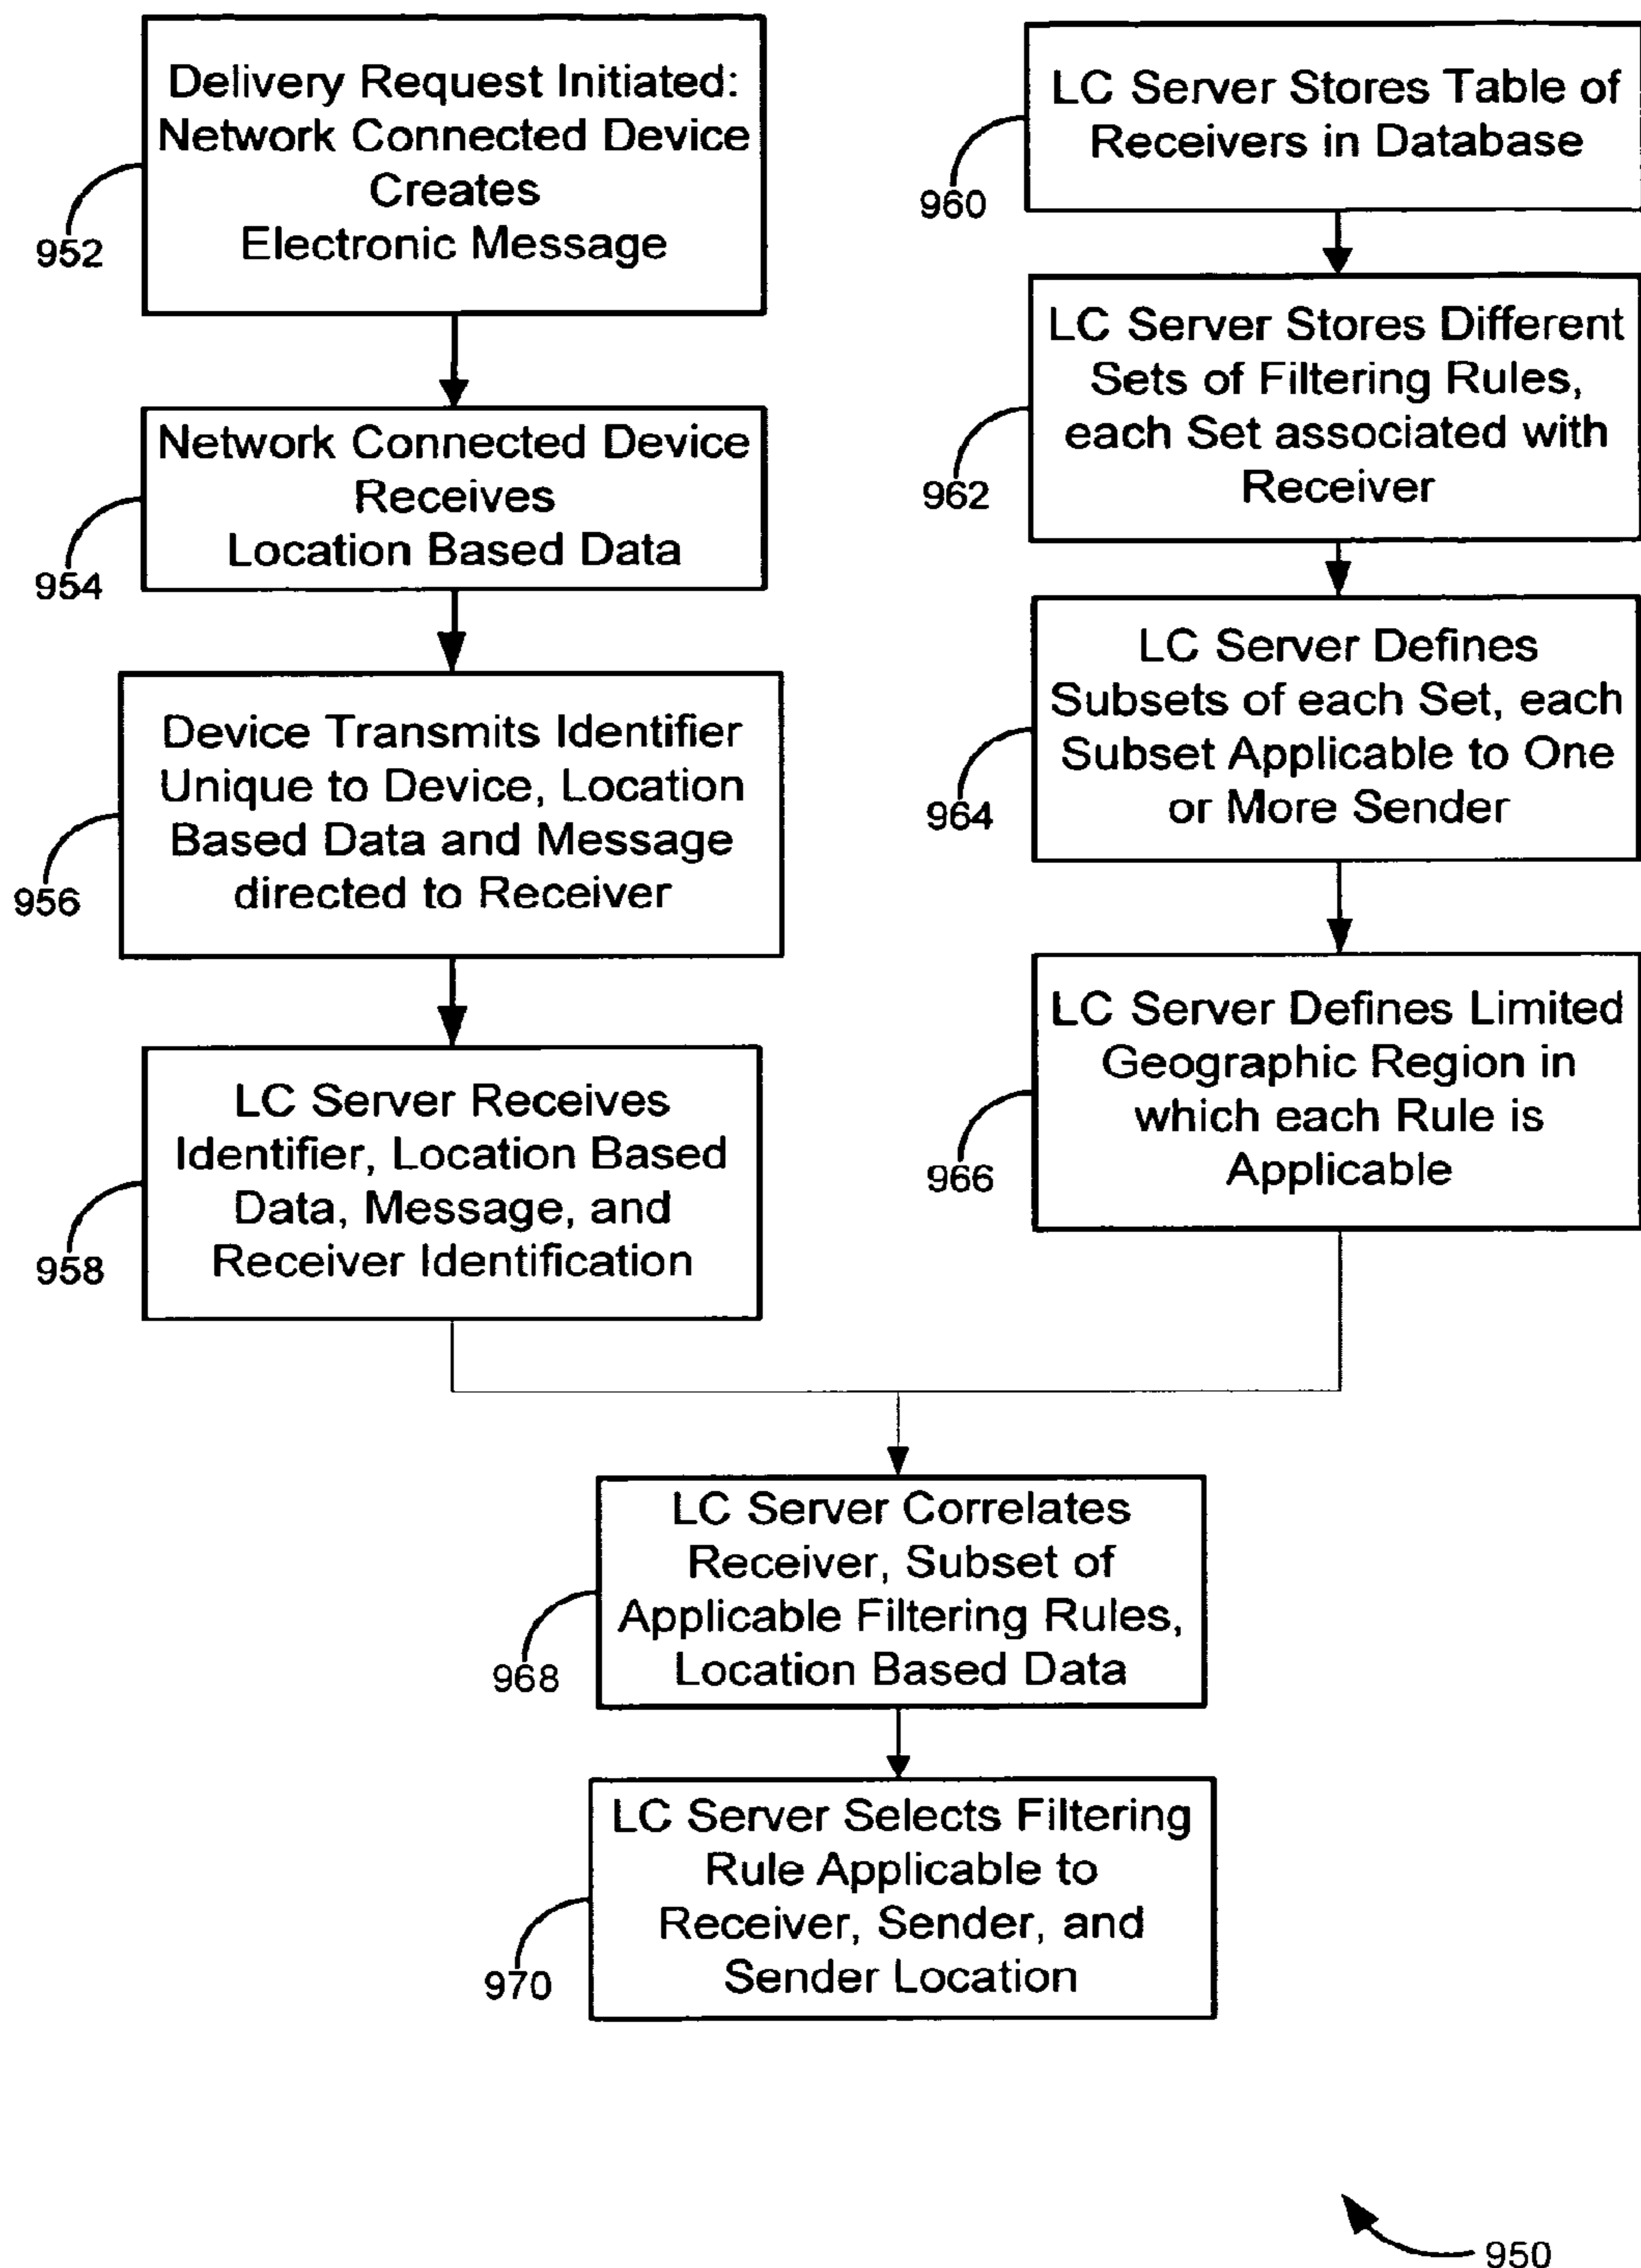 Delivery Request Initiated:
Network Connected Device
Creates
Electronic Message
952
Network Connected Device
Receives
Location Based Data
954
Device Transmits Identifier
Unique to Device, Location
Based Data and Message
directed to Receiver
956
LC Server Receives
Identifier, Location Based
Data, Message, and
Receiver Identification
958
LC Server Stores Table of
Receivers in Database
960
LC Server Stores Different
Sets of Filtering Rules,
each Set associated with
Receiver
962
LC Server Defines
Subsets of each Set, each
Subset Applicable to One
or More Sender
964
LC Server Defines Limited
Geographic Region in
which each Rule is
Applicable
966
LC Server Correlates
Receiver, Subset of
Applicable Filtering Rules,
Location Based Data
968
LC Server Selects Filtering
Rule Applicable to
Receiver, Sender, and
Sender Location
970
950